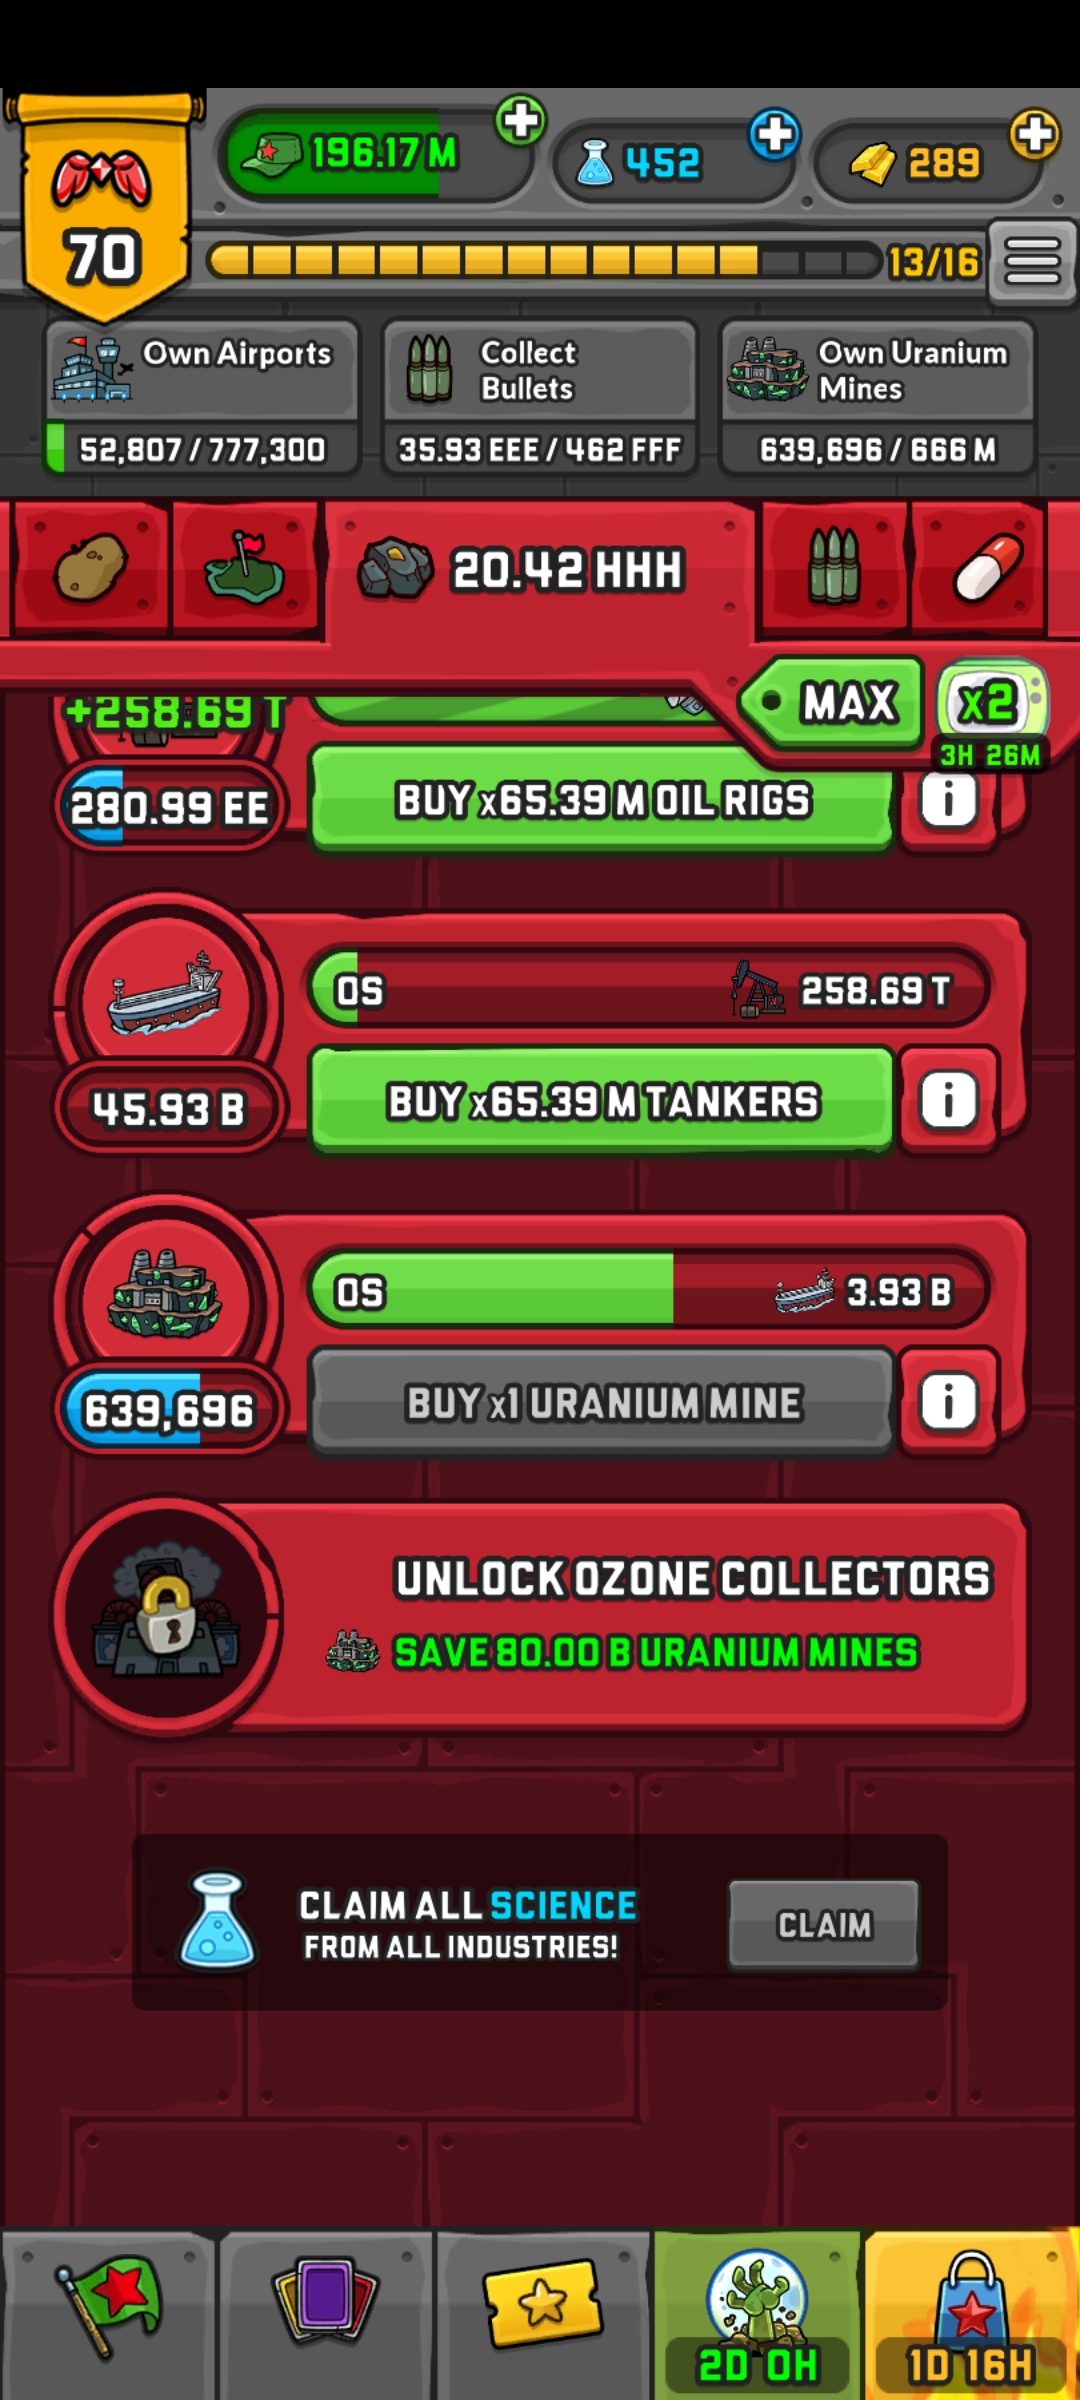 196.17 M
452
289
70
13/16
Own Airports
52,807 / 777,300
Collect
Bullets
35.93 EEE / 462 FFF
Own Uranium
Mines
639,696 / 666 M
20.42 HHH
MAX
x2
3H 26M
+258.69 T
280.99 EE
BUY x65.39 M OIL RIGS
i
0S
258.69 T
45.93 B
BUY x65.39 M TANKERS
i
0S
3.93 B
639,696
BUY x1 URANIUM MINE
i
UNLOCK OZONE COLLECTORS
SAVE 80.00 B URANIUM MINES
CLAIM ALL SCIENCE
FROM ALL INDUSTRIES!
CLAIM
2D 0H
1D 16H